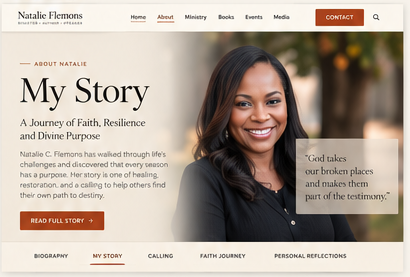 Natalie Flemons
Home About Ministry Books Events Media CONTACT
ABOUT NATALIE
My Story
A Journey of Faith, Resilience
and Divine Purpose
Natalie C. Flemons has walked through life's
challenges and discovered that every season
has a purpose. Her story is one of healing,
restoration, and a calling to help others find
their own path to destiny.
READ FULL STORY →
"God takes
our broken places
and makes them
part of the testimony."
BIOGRAPHY MY STORY CALLING FAITH JOURNEY PERSONAL REFLECTIONS